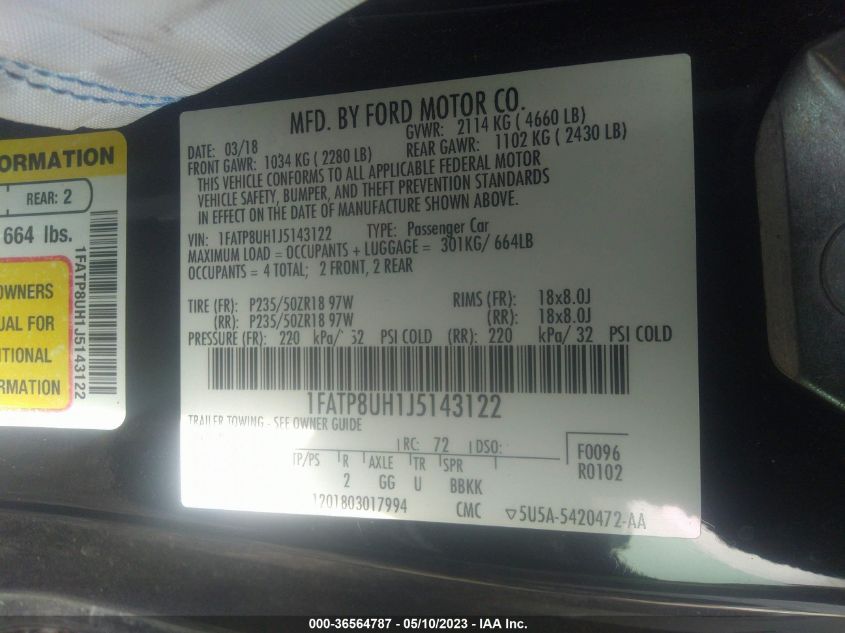 ORMATION
REAR: 2
664 lbs.
1FATP8UH1J5143122
OWNERS
UAL FOR
ITIONAL
ORMATION
MFD. BY FORD MOTOR CO.
DATE: 03/18 GVWR: 2114 KG ( 4660 LB)
FRONT GAWR: 1034 KG ( 2280 LB) REAR GAWR: 1102 KG ( 2430 LB)
THIS VEHICLE CONFORMS TO ALL APPLICABLE FEDERAL MOTOR
VEHICLE SAFETY, BUMPER, AND THEFT PREVENTION STANDARDS
IN EFFECT ON THE DATE OF MANUFACTURE SHOWN ABOVE.
VIN: 1FATP8UH1J5143122 TYPE: Passenger Car
MAXIMUM LOAD = OCCUPANTS + LUGGAGE = 301KG/ 664LB
OCCUPANTS = 4 TOTAL; 2 FRONT, 2 REAR
TIRE (FR): P235/50ZR18 97W RIMS (FR): 18x8.0J
(RR): P235/50ZR18 97W (RR): 18x8.0J
PRESSURE (FR): 220 kPa/ 32 PSI COLD (RR): 220 kPa/ 32 PSI COLD
1FATP8UH1J5143122
TRAILER TOWING - SEE OWNER GUIDE
RC: 72 DSO: F0096
TP/PS R AXLE TR SPR R0102
2 GG U BBKK
1201803017994 CMC ▽5U5A-5420472-AA
000-36564787 - 05/10/2023 - IAA Inc.